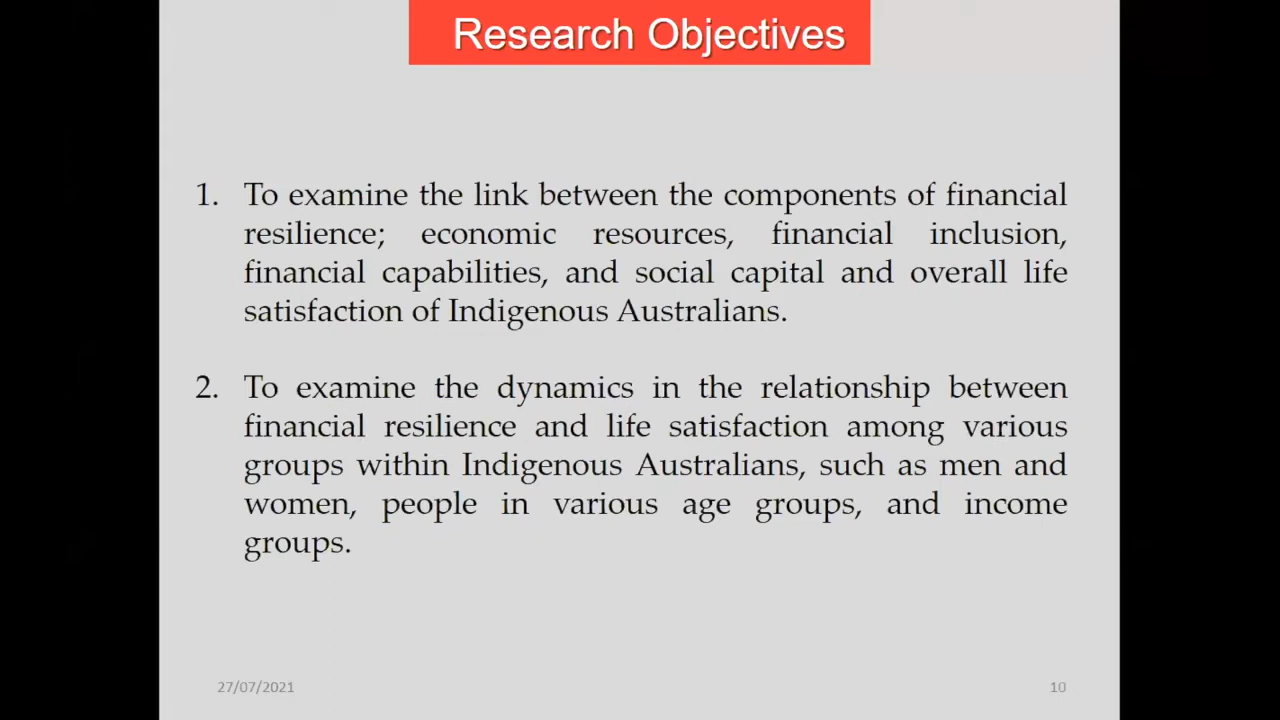 Research Objectives
1. To examine the link between the components of financial
resilience; economic resources, financial inclusion,
financial capabilities, and social capital and overall life
satisfaction of Indigenous Australians.
2. To examine the dynamics in the relationship between
financial resilience and life satisfaction among various
groups within Indigenous Australians, such as men and
women, people in various age groups, and income
groups.
27/07/2021
10